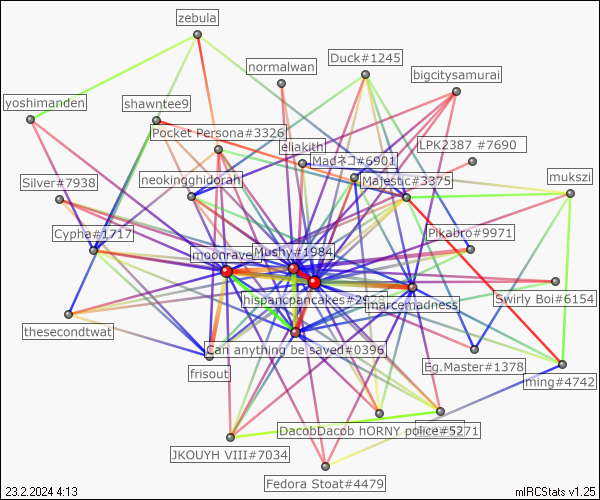 zebula
Duck#1245
normalwan
bigcitysamurai
yoshimanden
shawntee9
Pocket Persona#3326
eliakith
LPK2387 #7690
Madネコ#6901
Silver#7938
neokingghidorah
Majestic#3375
mukszi
Cypha#1717
Pikabro#9971
moonrave
Mushy#1984
hispancpancakes#2928
marcemadness
Swirly Boi#6154
thesecondtwat
Can anything be saved#0396
frisout
Eg.Master#1378
ming#4742
DacobDacob hORNY police#5271
JKOUYH VIII#7034
Fedora Stoat#4479
23.2.2024 4:13
mIRCStats v1.25